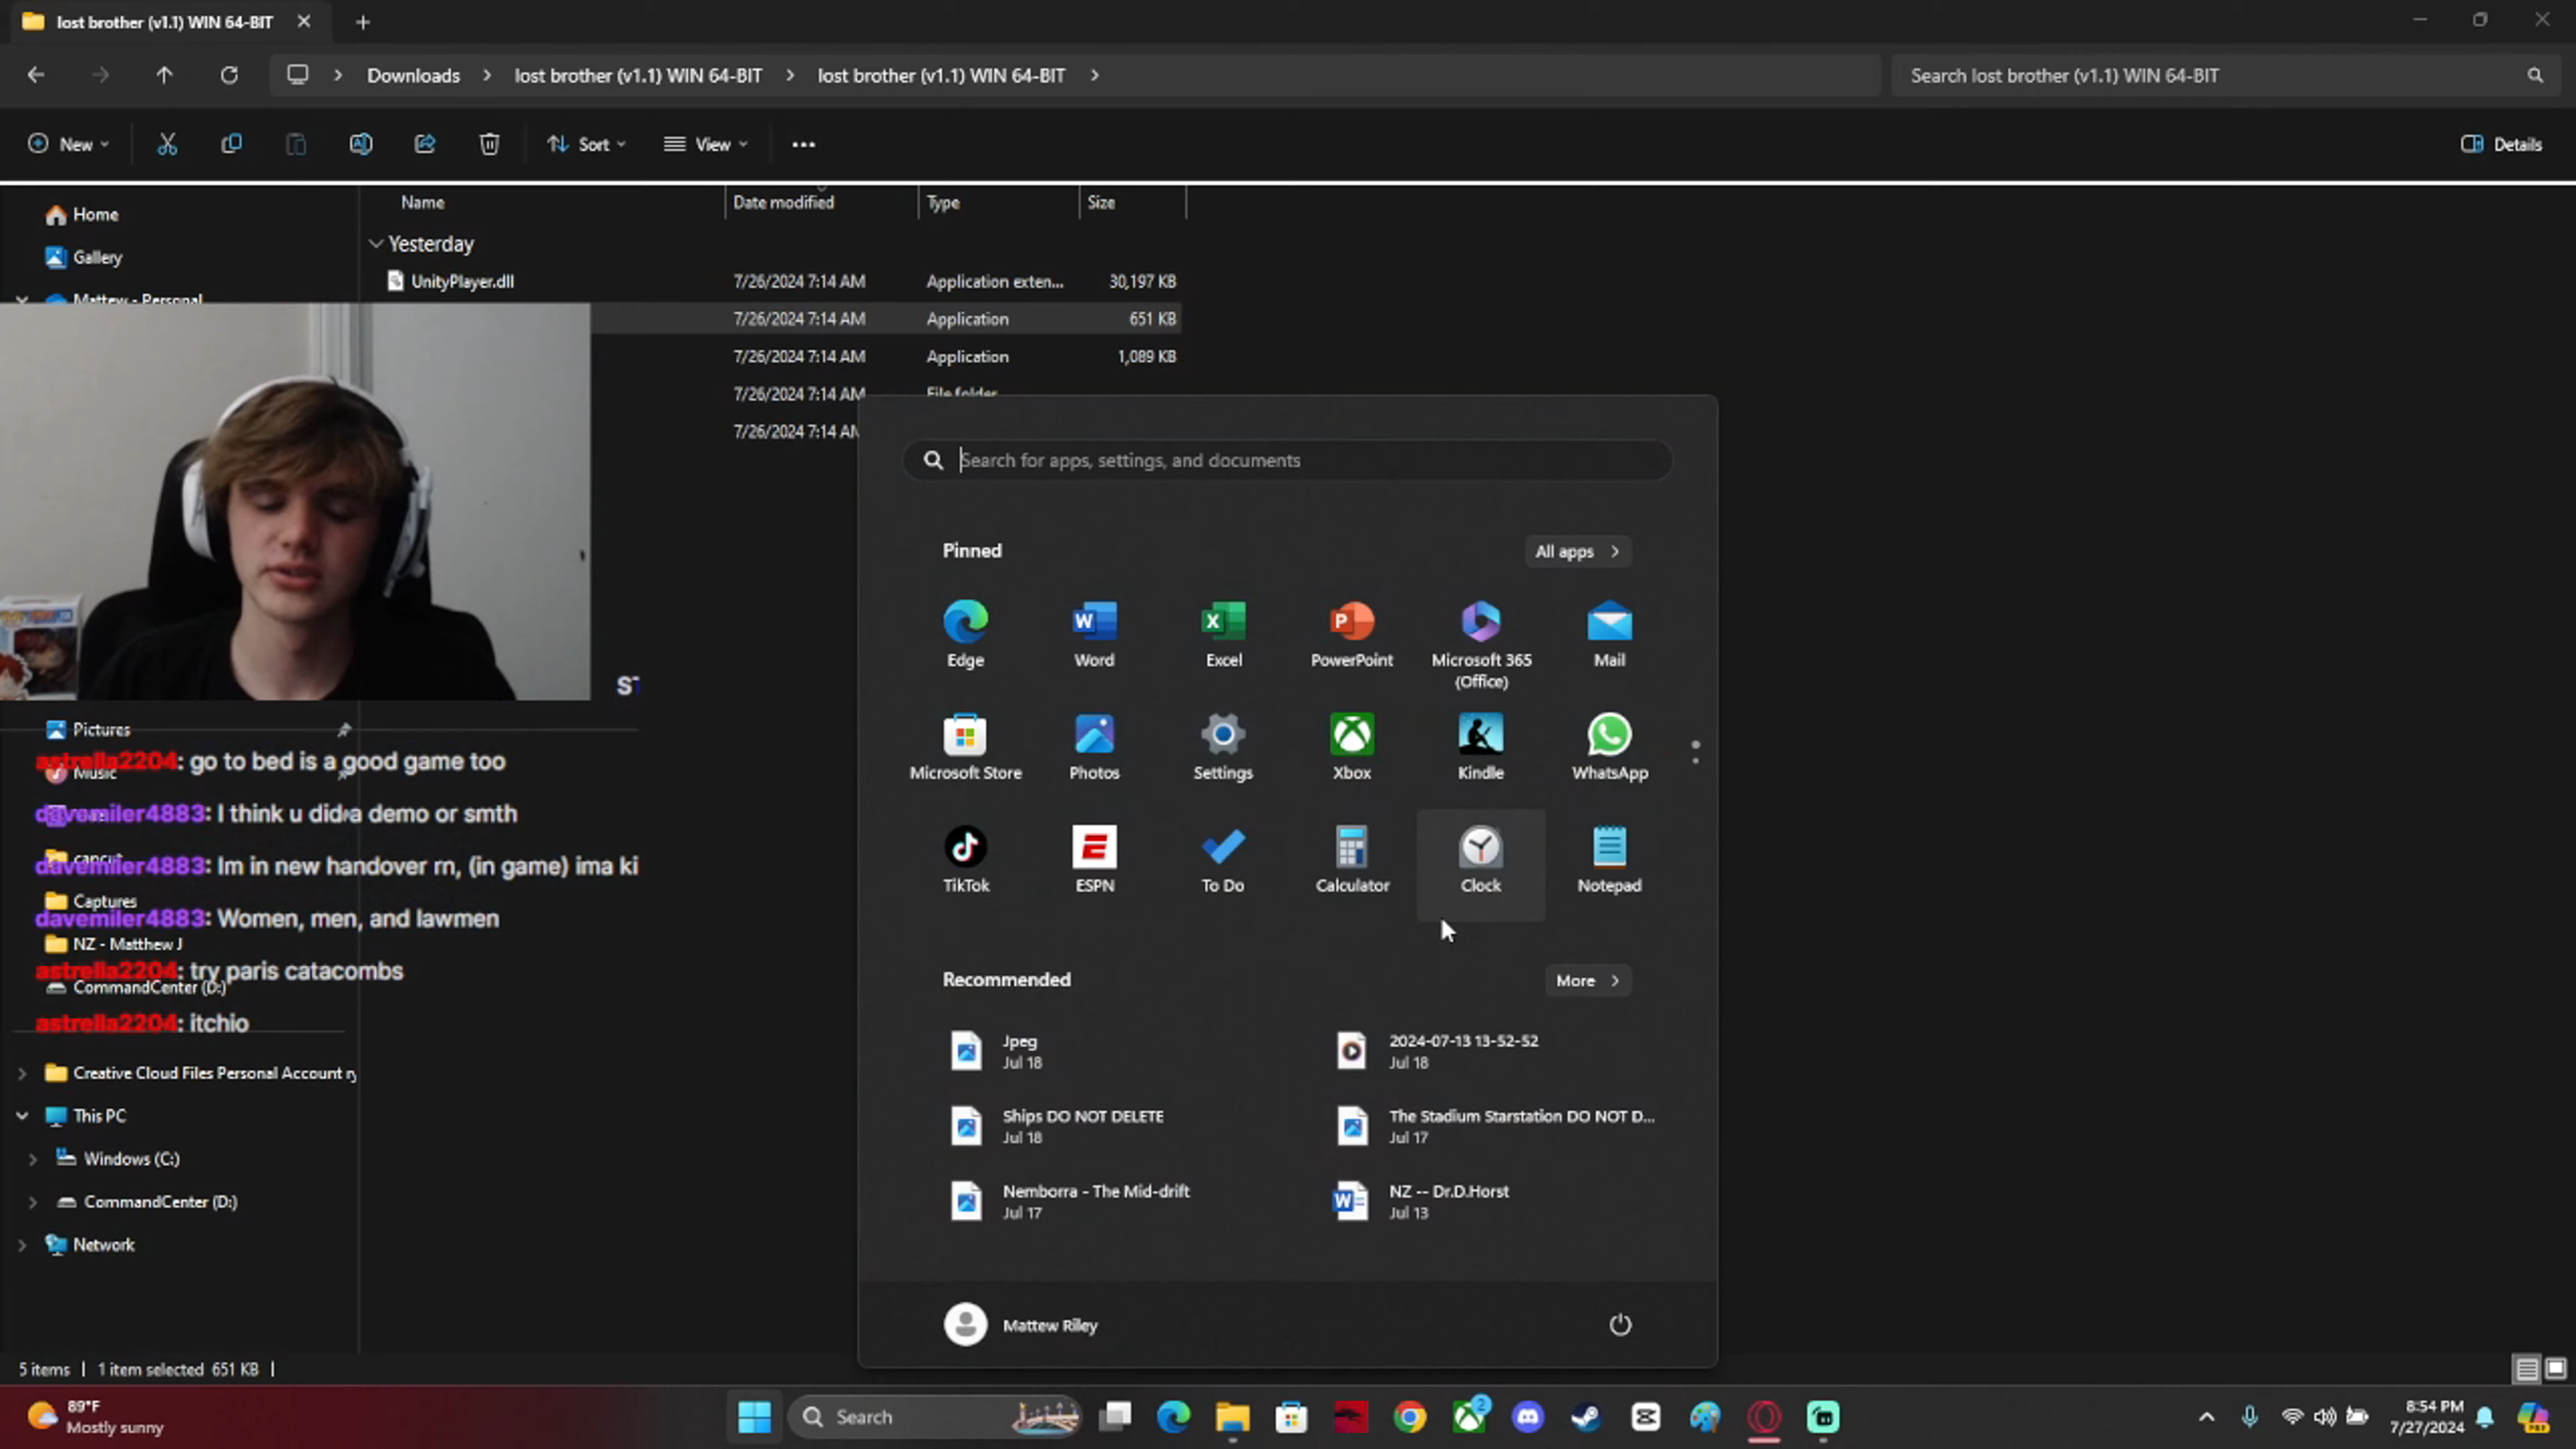 lost brother (v1.1) WIN 64-BIT
Downloads > lost brother (v1.1) WIN 64-BIT > lost brother (v1.1) WIN 64-BIT >
Search lost brother (v1.1) WIN 64-BIT
New
Sort
View
Details
Name Date modified Type Size
Home
Gallery
Mattew - Personal
Yesterday
UnityPlayer.dll 7/26/2024 7:14 AM Application exten... 30,197 KB
7/26/2024 7:14 AM Application 651 KB
7/26/2024 7:14 AM Application 1,089 KB
7/26/2024 7:14 AM File folder
7/26/2024 7:14 AM
ST
Pictures
astrella2204: go to bed is a good game too
Music
davemiler4883: I think u did a demo or smth
davemiler4883: Im in new handover rn, (in game) ima ki
Captures
davemiler4883: Women, men, and lawmen
NZ - Matthew J
astrella2204: try paris catacombs
CommandCenter (D:)
astrella2204: itchio
Creative Cloud Files Personal Account ry
This PC
Windows (C:)
CommandCenter (D:)
Network
5 items | 1 item selected 651 KB |
Search for apps, settings, and documents
Pinned
All apps >
Edge
Word
Excel
PowerPoint
Microsoft 365
(Office)
Mail
Microsoft Store
Photos
Settings
Xbox
Kindle
WhatsApp
TikTok
ESPN
To Do
Calculator
Clock
Notepad
Recommended
More >
Jpeg
Jul 18
2024-07-13 13-52-52
Jul 18
Ships DO NOT DELETE
Jul 18
The Stadium Starstation DO NOT D...
Jul 17
Nemborra - The Mid-drift
Jul 17
NZ -- Dr.D.Horst
Jul 13
Mattew Riley
89°F
Mostly sunny
Search
2
8:54 PM
7/27/2024